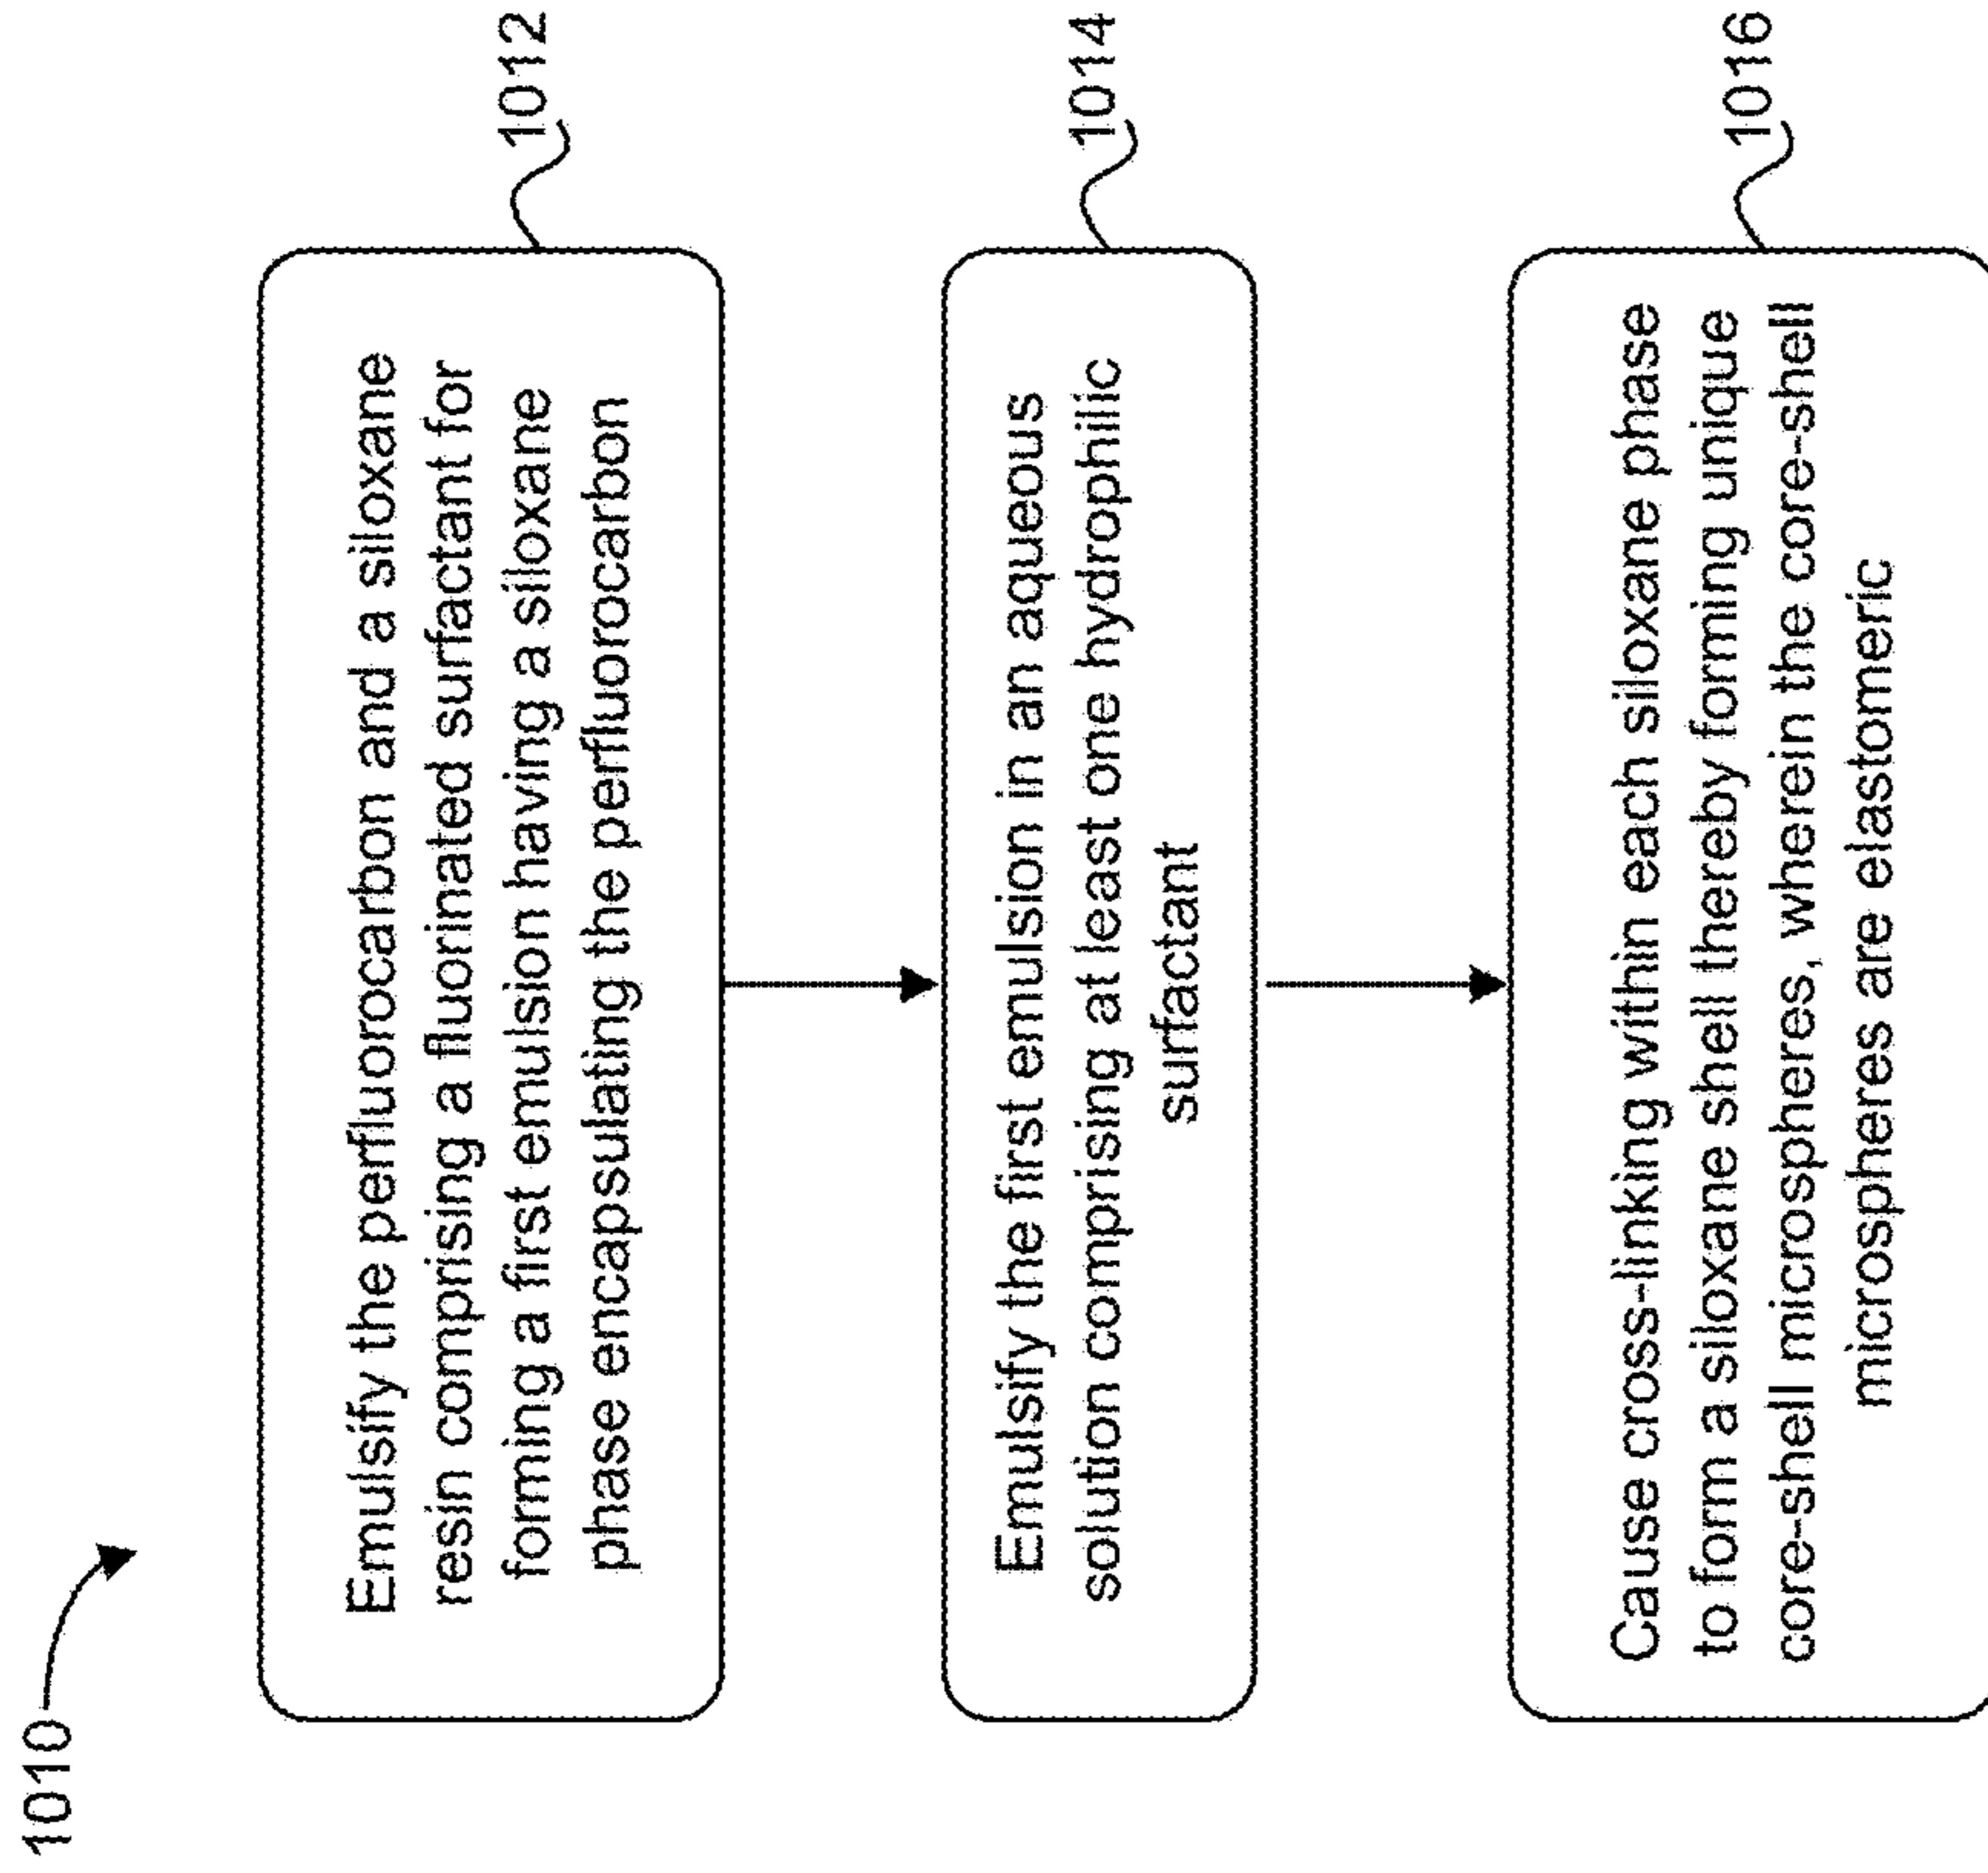 1010
Emulsify the perfluorocarbon and a siloxane
resin comprising a fluorinated surfactant for
forming a first emulsion having a siloxane
phase encapsulating the perfluorocarbon
1012
Emulsify the first emulsion in an aqueous
solution comprising at least one hydrophilic
surfactant
1014
Cause cross-linking within each siloxane phase
to form a siloxane shell thereby forming unique
core-shell microspheres, wherein the core-shell
microspheres are elastomeric
1016